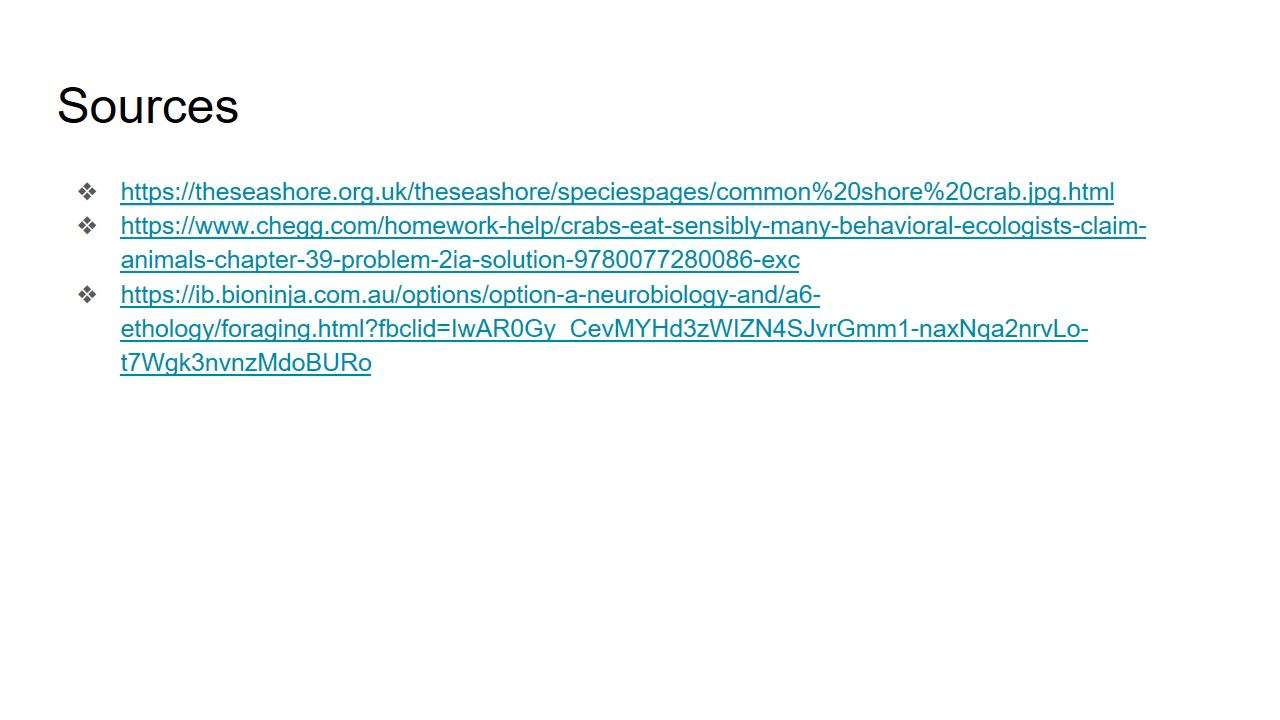 Sources
❖ https://theseashore.org.uk/theseashore/speciespages/common%20shore%20crab.jpg.html
❖ https://www.chegg.com/homework-help/crabs-eat-sensibly-many-behavioral-ecologists-claim-
animals-chapter-39-problem-2ia-solution-9780077280086-exc
❖ https://ib.bioninja.com.au/options/option-a-neurobiology-and/a6-
ethology/foraging.html?fbclid=IwAR0Gy_CevMYHd3zWIZN4SJvrGmm1-naxNqa2nrvLo-
t7Wgk3nvnzMdoBURo